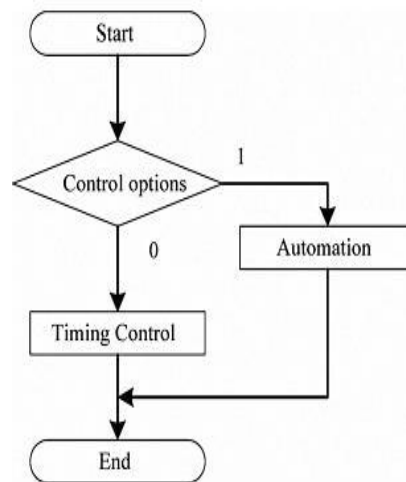 Start
1
Control options
0
Automation
Timing Control
End